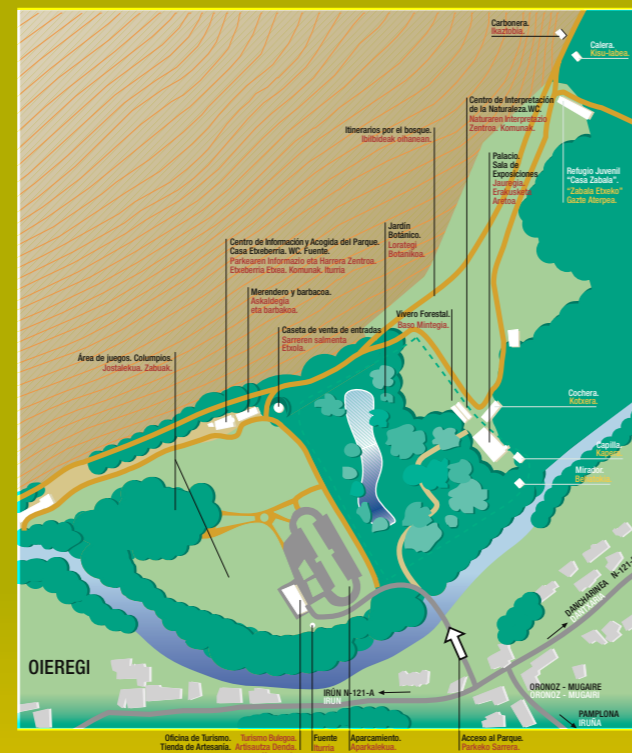 Carbonera.
Ikaztobia.
Calera.
Kisu-labea.
Centro de Interpretación
de la Naturaleza.WC.
Naturaren Interpretazio
Zentroa. Komunak.
Itinerarios por el bosque.
Ibilbideak oihanean.
Palacio.
Sala de
Exposiciones
Jauregia.
Erakusketa
Aretoa
Refugio Juvenil
"Casa Zabala".
"Zabala Etxeko"
Gazte Aterpea.
Jardín
Botánico.
Lorategi
Botanikoa.
Centro de Información y Acogida del Parque.
Casa Etxeberría. WC. Fuente.
Parkearen Informazio eta Harrera Zentroa.
Etxeberria Etxea. Komunak. Iturria
Merendero y barbacoa.
Askaldegia
eta barbakoa.
Vivero Forestal.
Baso Mintegia.
Caseta de venta de entradas
Sarreren salmenta
Etxola.
Área de juegos. Columpios.
Jostalekua. Zabuak.
Cochera.
Kotxera.
Capilla.
Mirador.
DANCHARINEA N-121-
OIEREGI
IRÚN N-121-A
IRUN
ORONOZ - MUGAIRE
ORONOZ - MUGAIRI
PAMPLONA
IRUÑA
Oficina de Turismo. Turismo Bulegoa.
Tienda de Artesanía. Artisautza Denda.
Fuente
Iturria
Aparcamiento.
Aparkalekua.
Acceso al Parque.
Parkeko Sarrera.